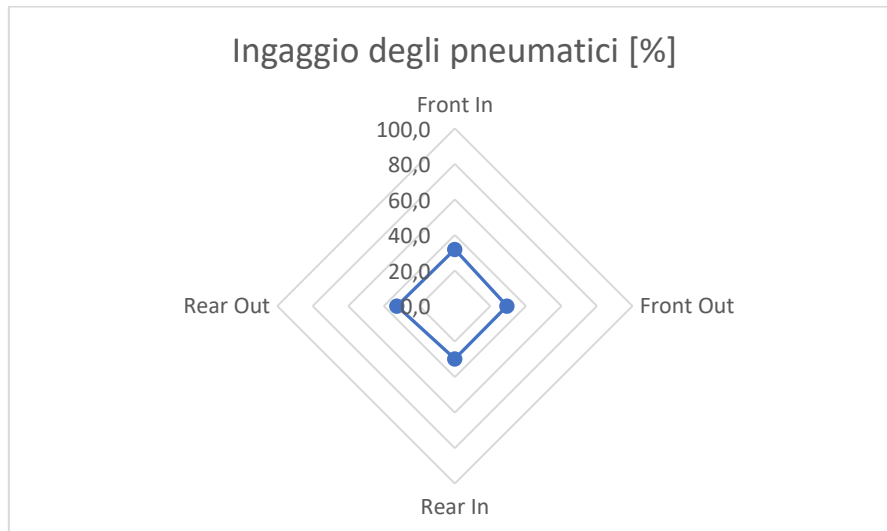 Ingaggio degli pneumatici [%]
Front In
100,0
80,0
60,0
40,0
20,0
Rear Out
0,0
Front Out
Rear In